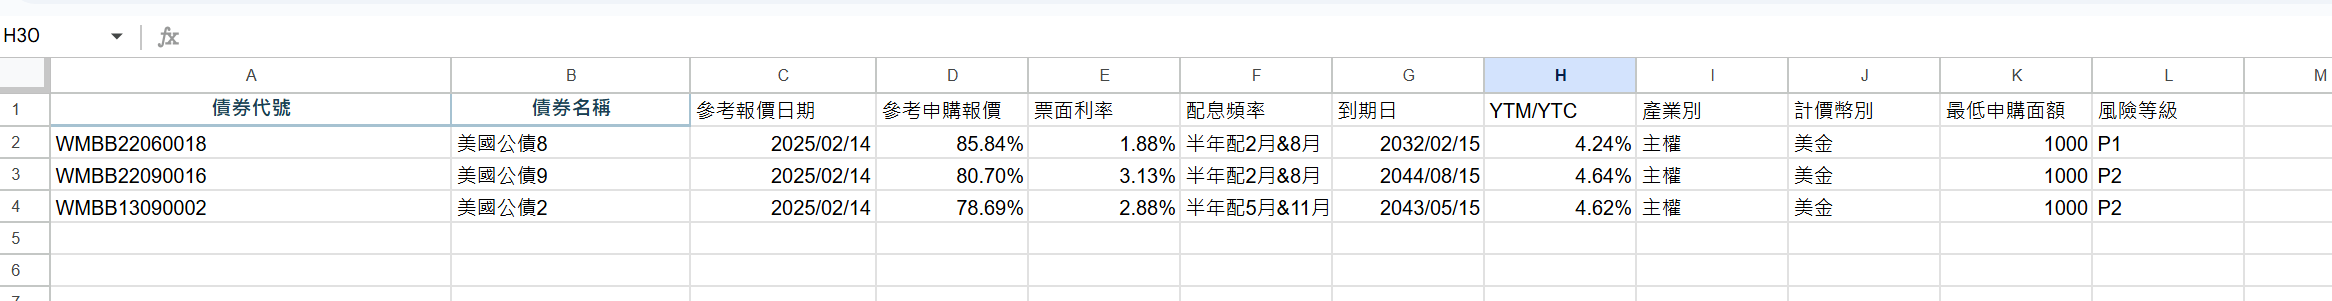 H30 fx
A B C D E F G H I J K L M
1 債券代號 債券名稱 參考報價日期 參考申購報價 票面利率 配息頻率 到期日 YTM/YTC 產業別 計價幣別 最低申購面額 風險等級
2 WMBB22060018 美國公債8 2025/02/14 85.84% 1.88% 半年配2月&8月 2032/02/15 4.24% 主權 美金 1000 P1
3 WMBB22090016 美國公債9 2025/02/14 80.70% 3.13% 半年配2月&8月 2044/08/15 4.64% 主權 美金 1000 P2
4 WMBB13090002 美國公債2 2025/02/14 78.69% 2.88% 半年配5月&11月 2043/05/15 4.62% 主權 美金 1000 P2
5
6
7